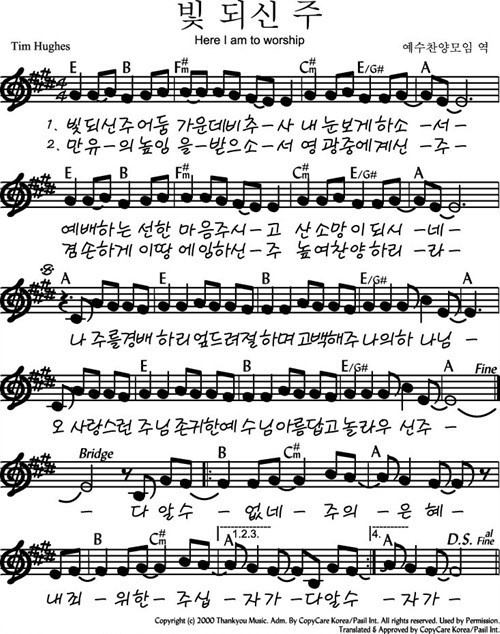 빛 되신 주
Here I am to worship
Tim Hughes
예수찬양모임 역
E B F#m C#m E/G# A
1. 빛되신주어둠 가운데비추-사 내 눈보게하소 -서-
2. 만유-의높임 을-받으소-서 영 광중에계신 -주-
E B F#m C#m E/G# A
예배하는 선한 마음주시-고 산소망이되시 -네-
겸손하게이땅 에임하신-주 높여찬양하리 -라-
A E B E/G# A
나 주를경배 하리엎드려절 하며고백해주 나의하 나님 -
E B E/G# A Fine
오 사랑스런 주님 존귀한예 수님아름답고 놀라우 신주 -
Bridge B C#m A
- 다 알수 - 없네 - 주의 - 은 혜-
B C#m A 1.2.3. 4. A D.S. al Fine
내죄 - 위한- 주십 -자가 -다알수 -자가-
Copyright (c) 2000 Thankyou Music. Adm. By CopyCare Korea/Pasil Int. All rights reserved. Used by Permission.
Translated & Approved by CopyCare Korea/Pasil Int.